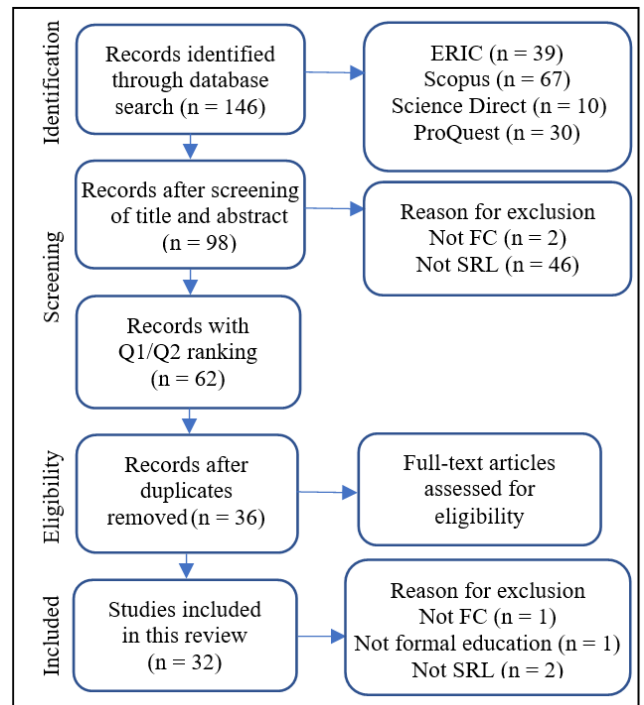 Identification
Records identified
through database
search (n = 146)
ERIC (n = 39)
Scopus (n = 67)
Science Direct (n = 10)
ProQuest (n = 30)
Screening
Records after screening
of title and abstract
(n = 98)
Reason for exclusion
Not FC (n = 2)
Not SRL (n = 46)
Records with
Q1/Q2 ranking
(n = 62)
Eligibility
Records after
duplicates
removed (n = 36)
Full-text articles
assessed for
eligibility
Included
Studies included
in this review
(n = 32)
Reason for exclusion
Not FC (n = 1)
Not formal education (n = 1)
Not SRL (n = 2)